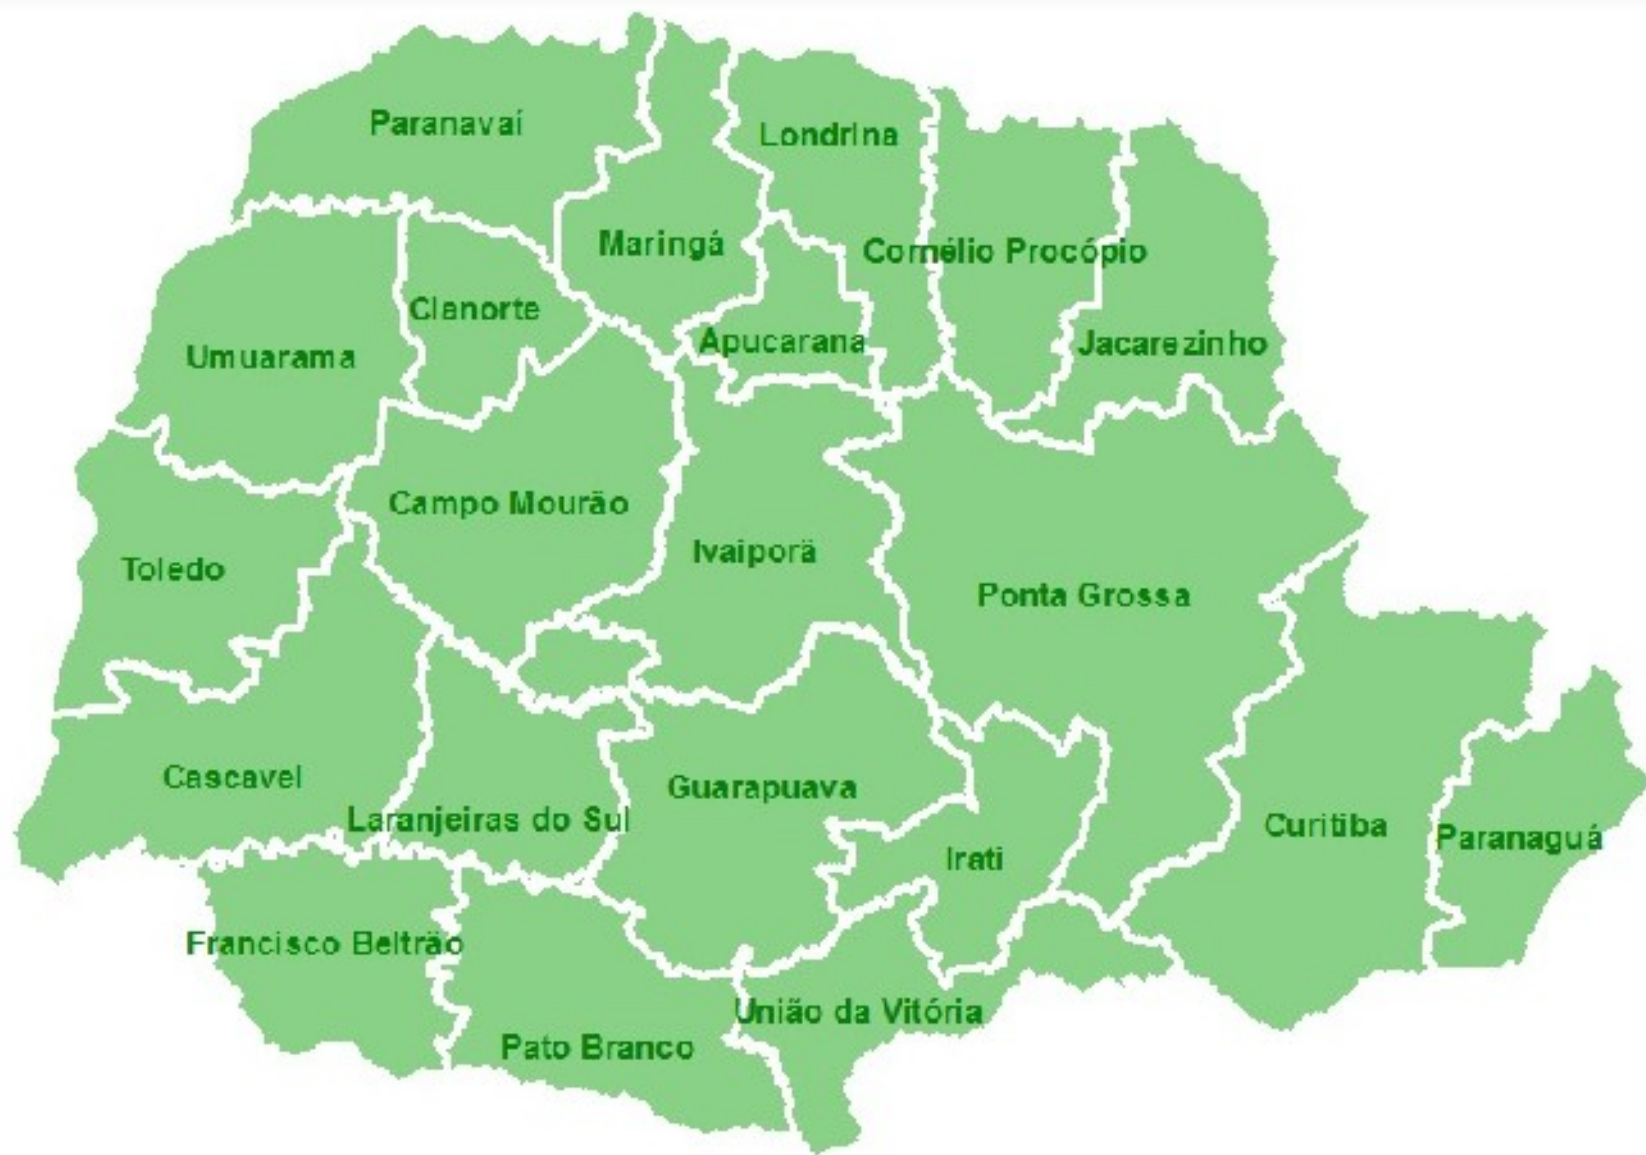 Paranavaí
Londrina
Maringá
Cornélio Procópio
Cianorte
Apucarana
Jacarezinho
Umuarama
Campo Mourão
Ivaiporã
Toledo
Ponta Grossa
Cascavel
Guarapuava
Laranjeiras do Sul
Curitiba
Paranaguá
Irati
Francisco Beltrão
União da Vitória
Pato Branco